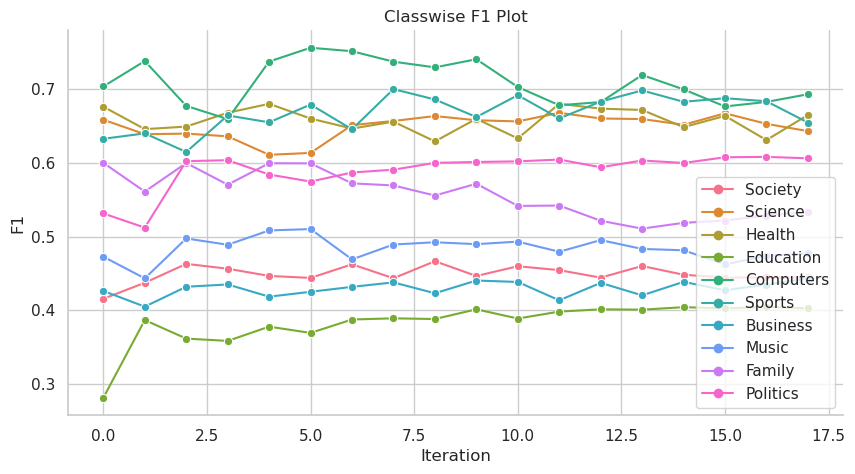 Classwise F1 Plot
F1
0.7
0.6
0.5
0.4
0.3
Society
Science
Health
Education
Computers
Sports
Business
Music
Family
Politics
0.0 2.5 5.0 7.5 10.0 12.5 15.0 17.5
Iteration